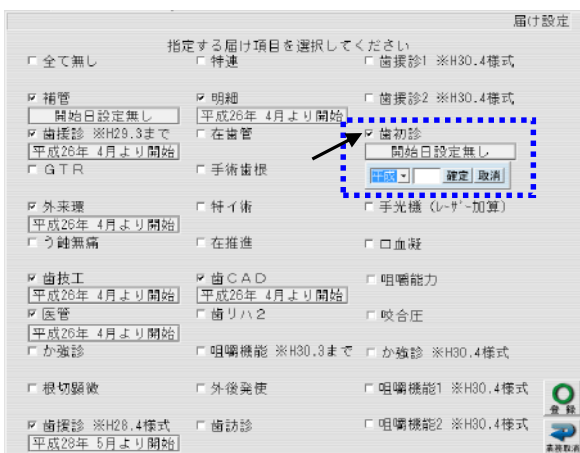 届け設定
指定する届け項目を選択してください
全て無し 特連 歯援診1 ※H30.4様式
補管 明細 歯援診2 ※H30.4様式
開始日設定無し 平成26年 4月より開始
歯援診 ※H29.3まで 在歯管 歯初診
平成26年 4月より開始 開始日設定無し
GTR 手術歯根 平成 確定 取消
外来環 特イ術 手光機 (レーザー加算)
平成26年 4月より開始
う蝕無痛 在推進 口血凝
歯技工 歯CAD 咀嚼能力
平成26年 4月より開始 平成26年 4月より開始
医管 歯リハ2 咬合圧
平成26年 4月より開始
か強診 咀嚼機能 ※H30.3まで か強診 ※H30.4様式
根切顕微 外後発使 咀嚼機能1 ※H30.4様式
登録
歯援診 ※H28.4様式 歯訪診 咀嚼機能2 ※H30.4様式
平成28年 5月より開始
業務取消